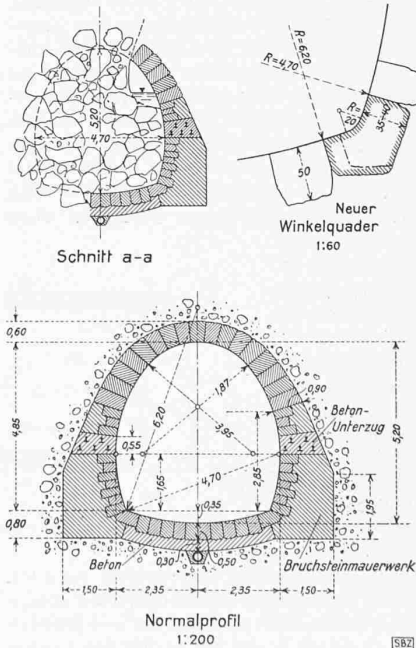 5,20
4,70
Schnitt a-a
R=6,20
R=4,70
R=
20
35-40
50
Neuer
Winkelquader
1:60
0,60
4,85
0,80
0,55
6,20
1,87
3,95
0,90
Beton-
Unterzug
5,20
4,70
1,65
2,85
0,35
1,95
Beton
0,30
0,50
Bruchsteinmauerwerk
1,50
2,35
2,35
1,50
Normalprofil
1:200
SBZ